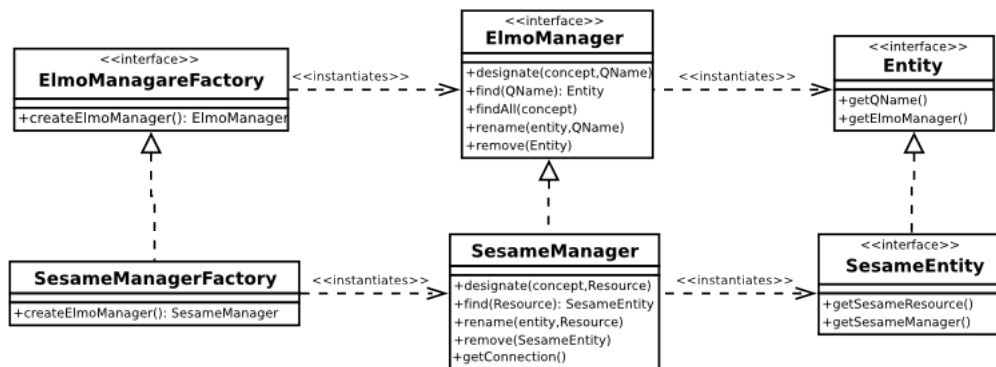 <<interface>>
ElmoManagareFactory
+createElmoManager(): ElmoManager
<<instantiates>>
<<interface>>
ElmoManager
+designate(concept,QName)
+find(QName): Entity
+findAll(concept)
+rename(entity,QName)
+remove(Entity)
<<instantiates>>
<<interface>>
Entity
+getQName()
+getElmoManager()
SesameManagerFactory
+createElmoManager(): SesameManager
<<instantiates>>
SesameManager
+designate(concept,Resource)
+find(Resource): SesameEntity
+rename(entity,Resource)
+remove(SesameEntity)
+getConnection()
<<instantiates>>
<<interface>>
SesameEntity
+getSesameResource()
+getSesameManager()